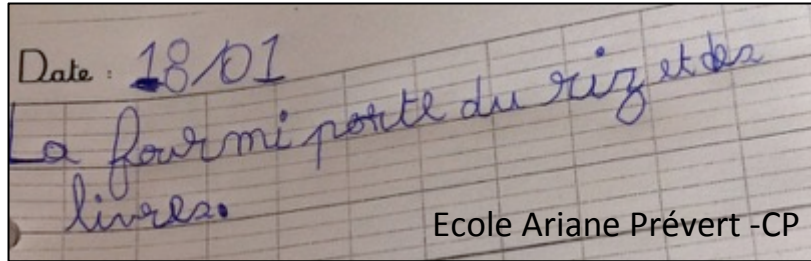 Date : 18/01
La fourmi porte du riz et des
livres.
Ecole Ariane Prévert -CP